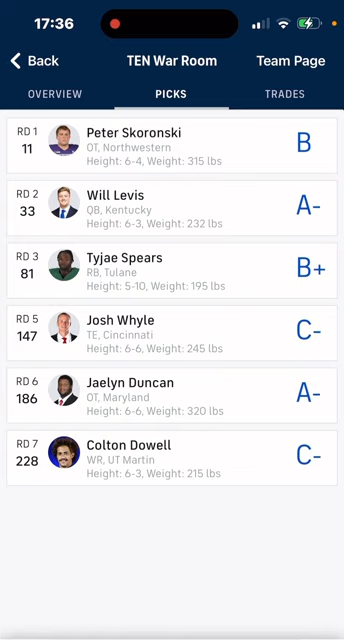 17:36
Back
TEN War Room
Team Page
OVERVIEW
PICKS
TRADES
RD 1
11
Peter Skoronski
OT, Northwestern
Height: 6-4, Weight: 315 lbs
B
RD 2
33
Will Levis
QB, Kentucky
Height: 6-3, Weight: 232 lbs
A-
RD 3
81
Tyjae Spears
RB, Tulane
Height: 5-10, Weight: 195 lbs
B+
RD 5
147
Josh Whyle
TE, Cincinnati
Height: 6-6, Weight: 245 lbs
C-
RD 6
186
Jaelyn Duncan
OT, Maryland
Height: 6-6, Weight: 320 lbs
A-
RD 7
228
Colton Dowell
WR, UT Martin
Height: 6-3, Weight: 215 lbs
C-